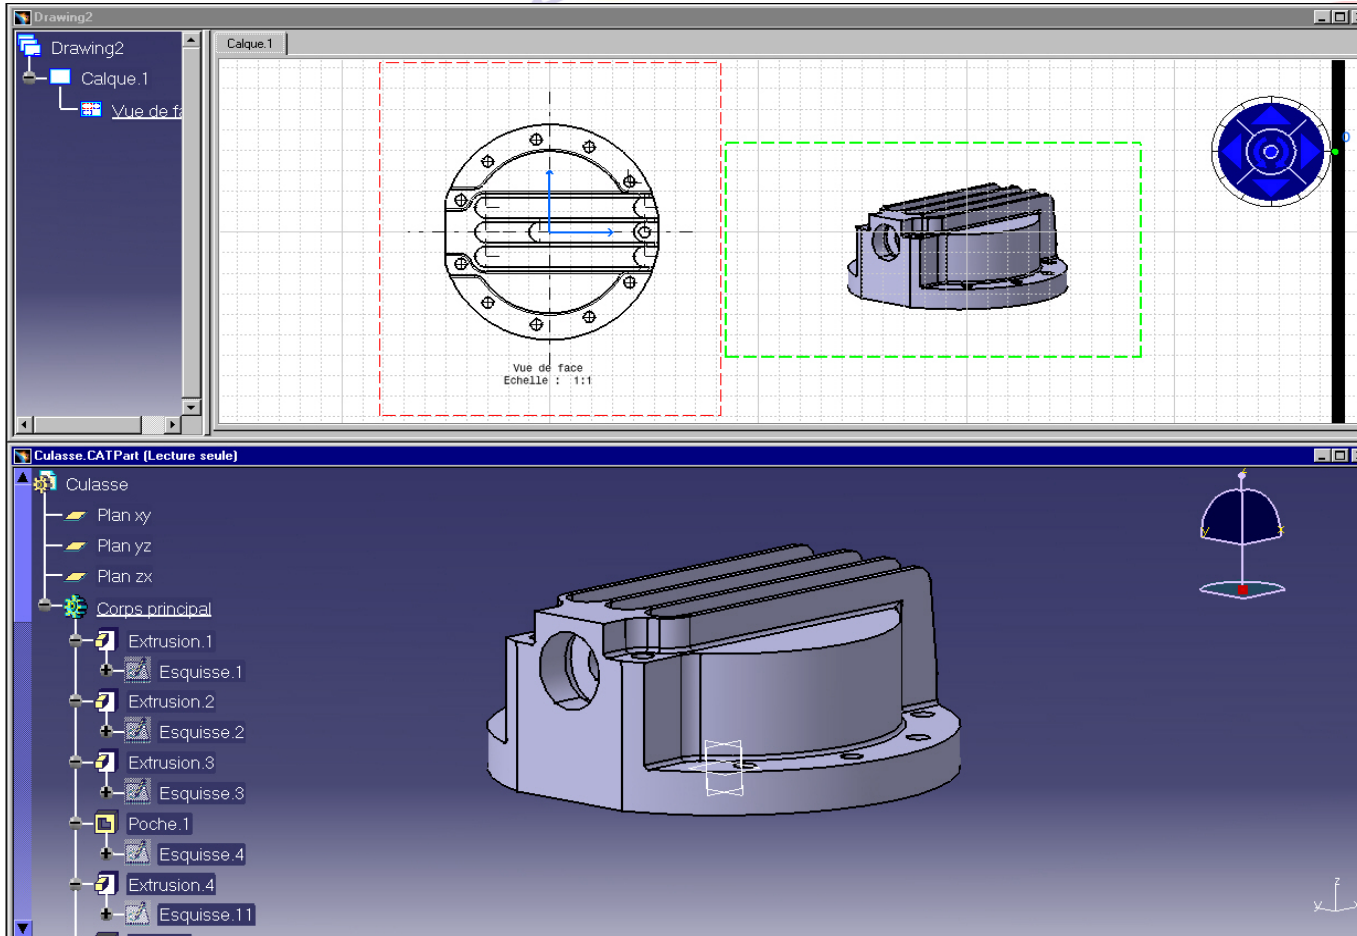 Drawing2
Drawing2
Calque.1
Vue de fa
Calque.1
Vue de face
Echelle : 1:1
Culasse.CATPart (Lecture seule)
Culasse
Plan xy
Plan yz
Plan zx
Corps principal
Extrusion.1
Esquisse.1
Extrusion.2
Esquisse.2
Extrusion.3
Esquisse.3
Poche.1
Esquisse.4
Extrusion.4
Esquisse.11
z
y
x
z
y
x